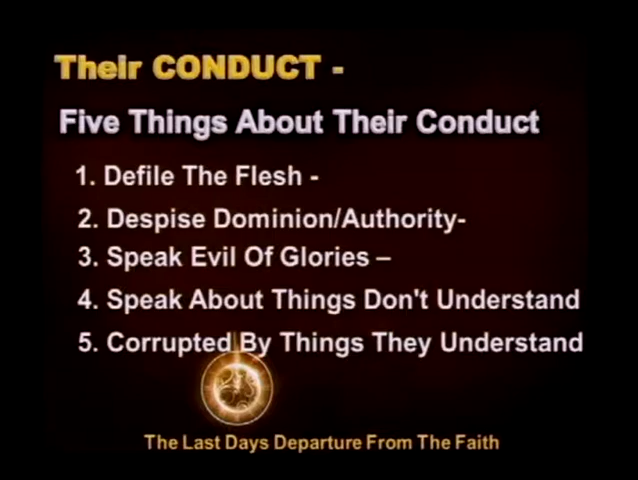 Their CONDUCT -
Five Things About Their Conduct
1. Defile The Flesh -
2. Despise Dominion/Authority-
3. Speak Evil Of Glories –
4. Speak About Things Don't Understand
5. Corrupted By Things They Understand
The Last Days Departure From The Faith